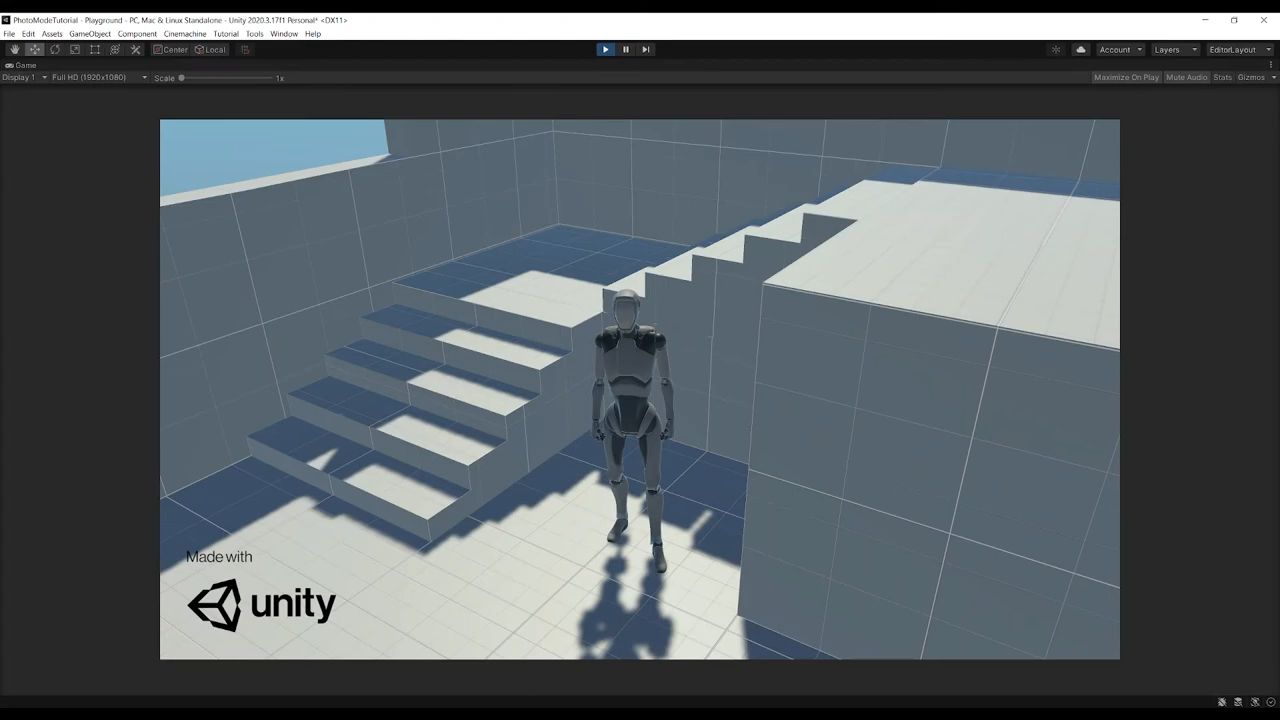 PhotoModeTutorial - Playground - PC, Mac & Linux Standalone - Unity 2020.3.17f1 Personal* <DX11>
File Edit Assets GameObject Component Cinemachine Tutorial Tools Window Help
Center Local Account Layers EditorLayout
Game
Display 1 Full HD (1920x1080) Scale 1x Maximize On Play Mute Audio Stats Gizmos
Made with
unity